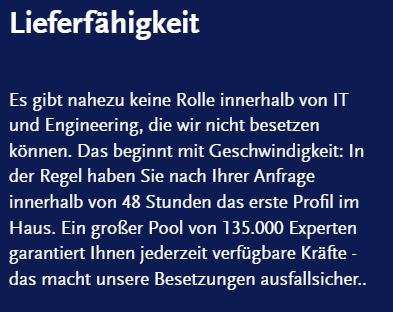 Lieferfähigkeit
Es gibt nahezu keine Rolle innerhalb von IT
und Engineering, die wir nicht besetzen
können. Das beginnt mit Geschwindigkeit: In
der Regel haben Sie nach Ihrer Anfrage
innerhalb von 48 Stunden das erste Profil im
Haus. Ein großer Pool von 135.000 Experten
garantiert Ihnen jederzeit verfügbare Kräfte -
das macht unsere Besetzungen ausfallsicher..